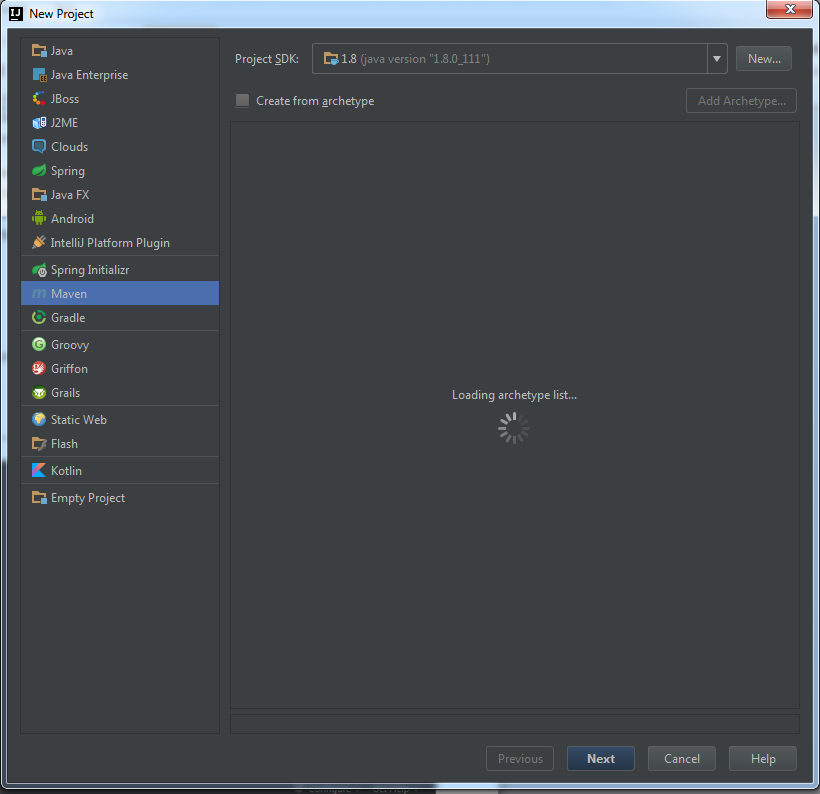 New Project
Java
Java Enterprise
JBoss
J2ME
Clouds
Spring
Java FX
Android
IntelliJ Platform Plugin
Spring Initializr
Maven
Gradle
Groovy
Griffon
Grails
Static Web
Flash
Kotlin
Empty Project
Project SDK: 1.8 (java version "1.8.0_111") New...
Create from archetype Add Archetype...
Loading archetype list...
Previous Next Cancel Help